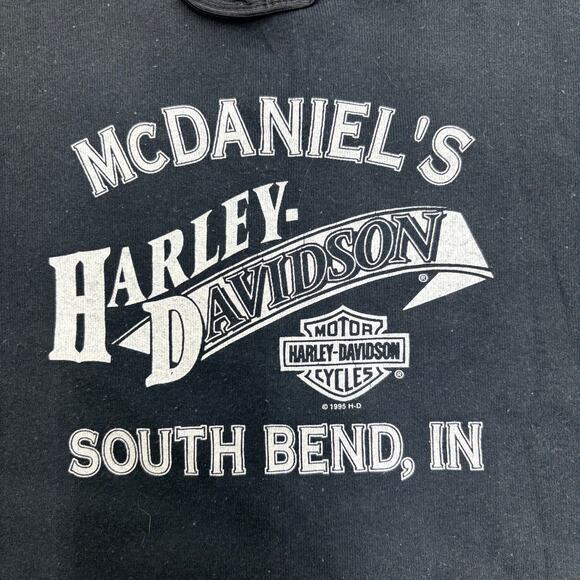 McDANIEL'S
HARLEY-
DAVIDSON ®
MOTOR
HARLEY-DAVIDSON
CYCLES ®
© 1995 H-D
SOUTH BEND, IN